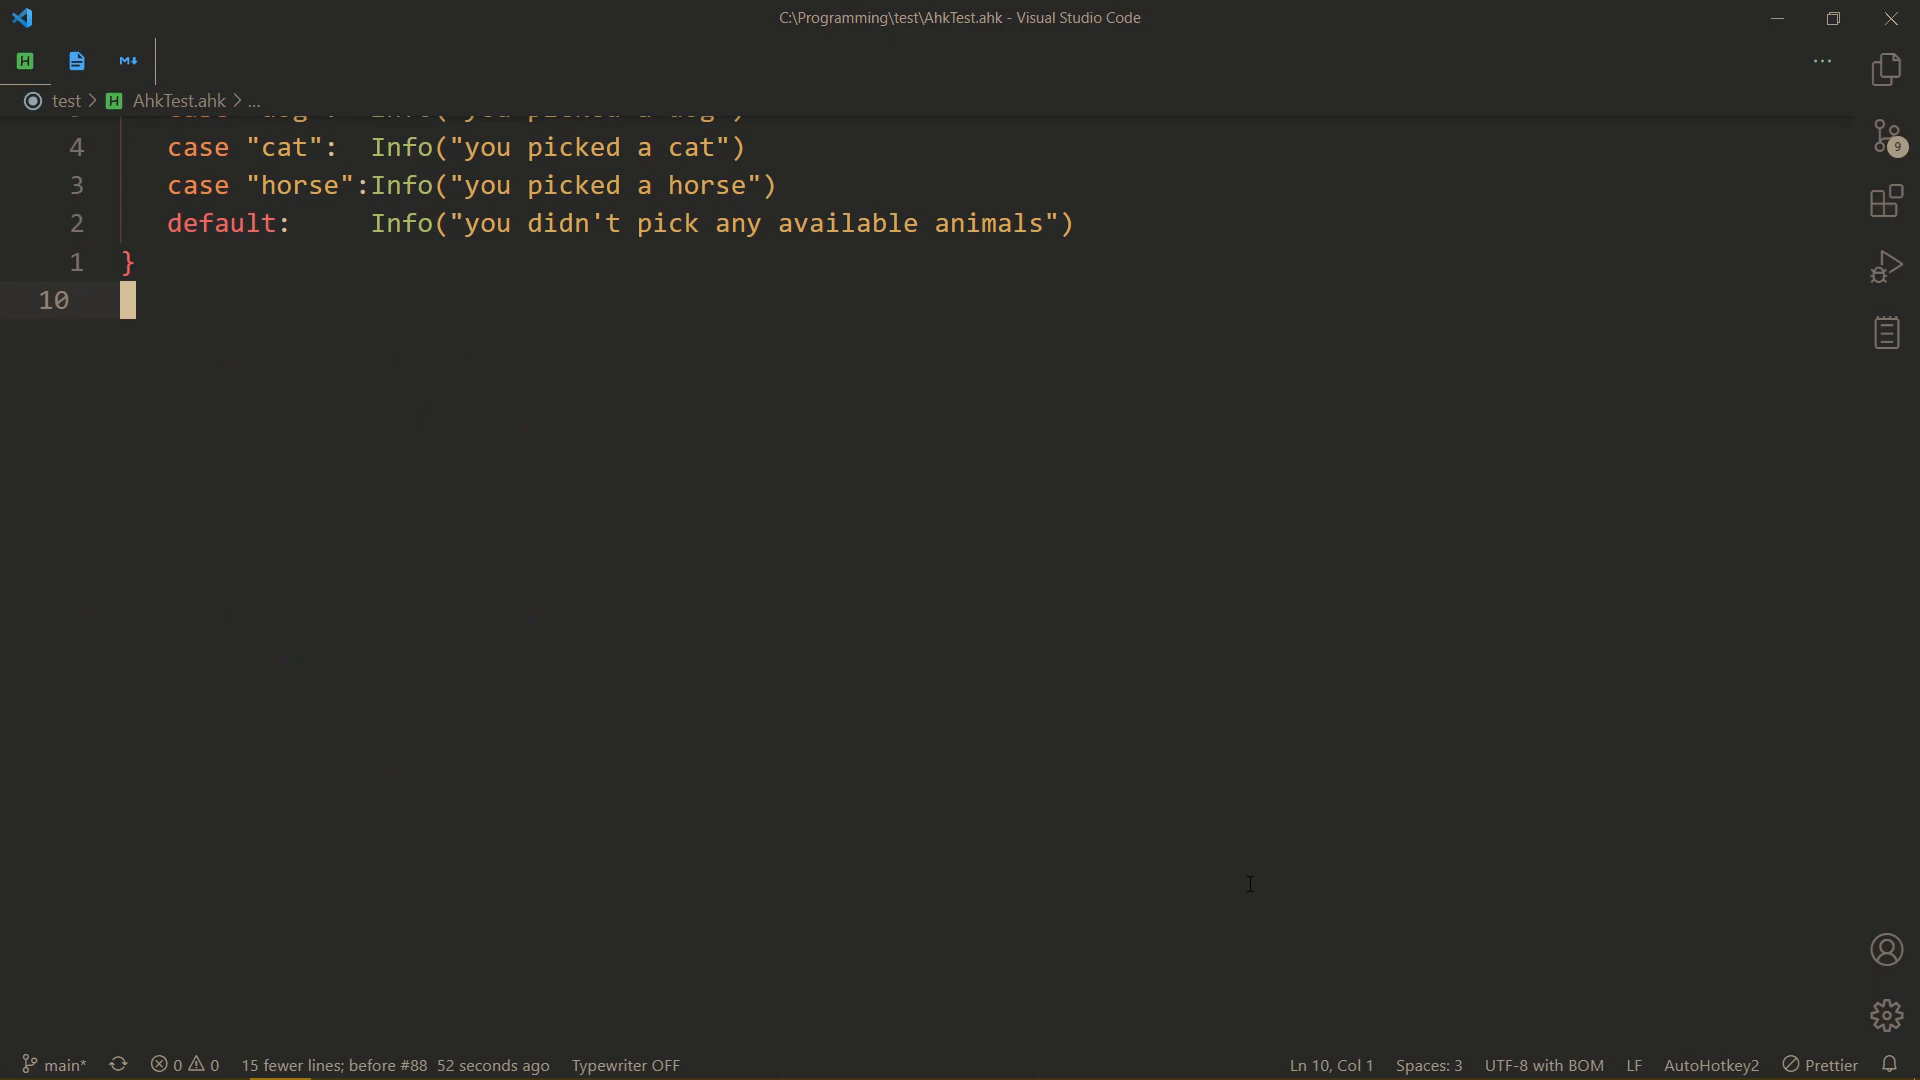 C:\Programming\test\AhkTest.ahk - Visual Studio Code
test > AhkTest.ahk > ...
4 case "cat": Info("you picked a cat")
3 case "horse":Info("you picked a horse")
2 default: Info("you didn't pick any available animals")
1 }
10
9
main* 0 0 15 fewer lines; before #88 52 seconds ago Typewriter OFF Ln 10, Col 1 Spaces: 3 UTF-8 with BOM LF AutoHotkey2 Prettier